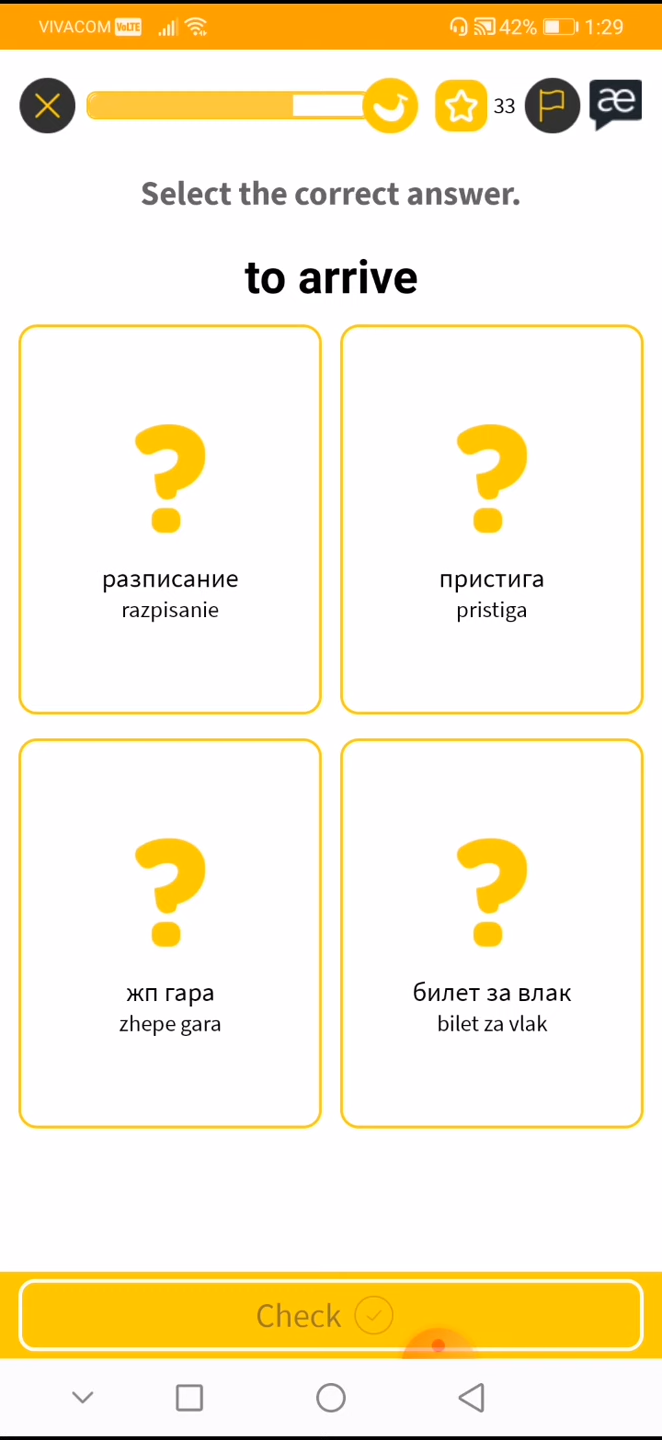 VIVACOM VoLTE 42% 1:29
33 æ
Select the correct answer.
to arrive
?
разписание
razpisanie
?
пристига
pristiga
?
жп гара
zhepe gara
?
билет за влак
bilet za vlak
Check